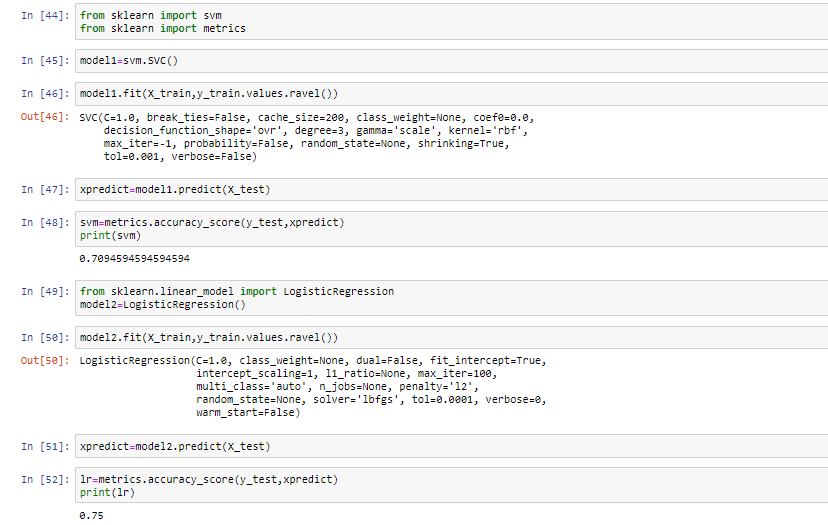 In [44]: from sklearn import svm
from sklearn import metrics
In [45]: model1=svm.SVC()
In [46]: model1.fit(X_train,y_train.values.ravel())
Out[46]: SVC(C=1.0, break_ties=False, cache_size=200, class_weight=None, coef0=0.0,
decision_function_shape='ovr', degree=3, gamma='scale', kernel='rbf',
max_iter=-1, probability=False, random_state=None, shrinking=True,
tol=0.001, verbose=False)
In [47]: xpredict=model1.predict(X_test)
In [48]: svm=metrics.accuracy_score(y_test,xpredict)
print(svm)
0.7094594594594594
In [49]: from sklearn.linear_model import LogisticRegression
model2=LogisticRegression()
In [50]: model2.fit(X_train,y_train.values.ravel())
Out[50]: LogisticRegression(C=1.0, class_weight=None, dual=False, fit_intercept=True,
intercept_scaling=1, l1_ratio=None, max_iter=100,
multi_class='auto', n_jobs=None, penalty='l2',
random_state=None, solver='lbfgs', tol=0.0001, verbose=0,
warm_start=False)
In [51]: xpredict=model2.predict(X_test)
In [52]: lr=metrics.accuracy_score(y_test,xpredict)
print(lr)
0.75